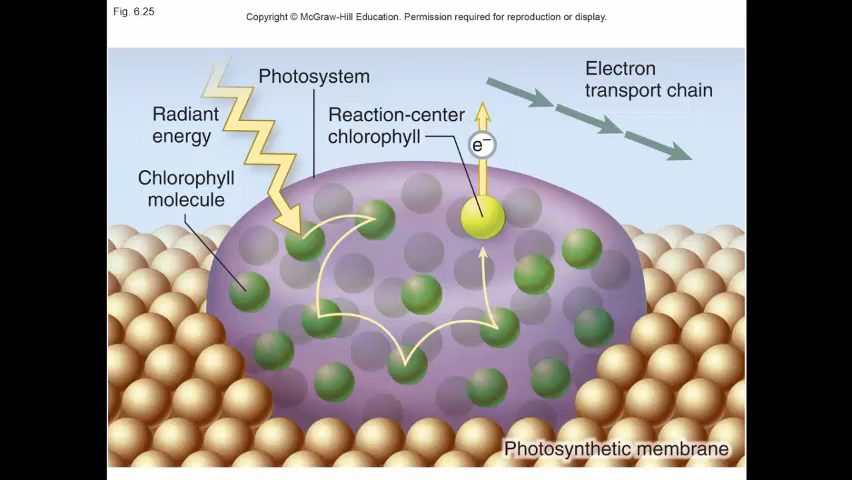 Fig. 6.25
Copyright © McGraw-Hill Education. Permission required for reproduction or display.
Photosystem
Electron
transport chain
Radiant
energy
Reaction-center
chlorophyll
e−
Chlorophyll
molecule
Photosynthetic membrane